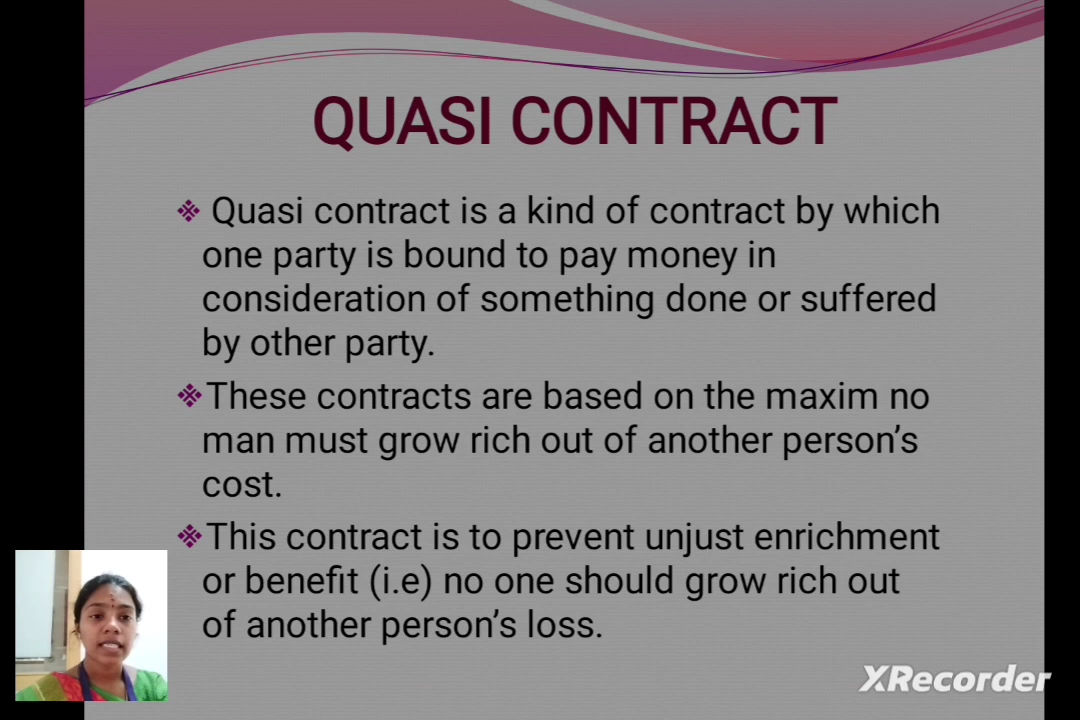 QUASI CONTRACT
Quasi contract is a kind of contract by which
one party is bound to pay money in
consideration of something done or suffered
by other party.
These contracts are based on the maxim no
man must grow rich out of another person's
cost.
This contract is to prevent unjust enrichment
or benefit (i.e) no one should grow rich out
of another person's loss.
XRecorder